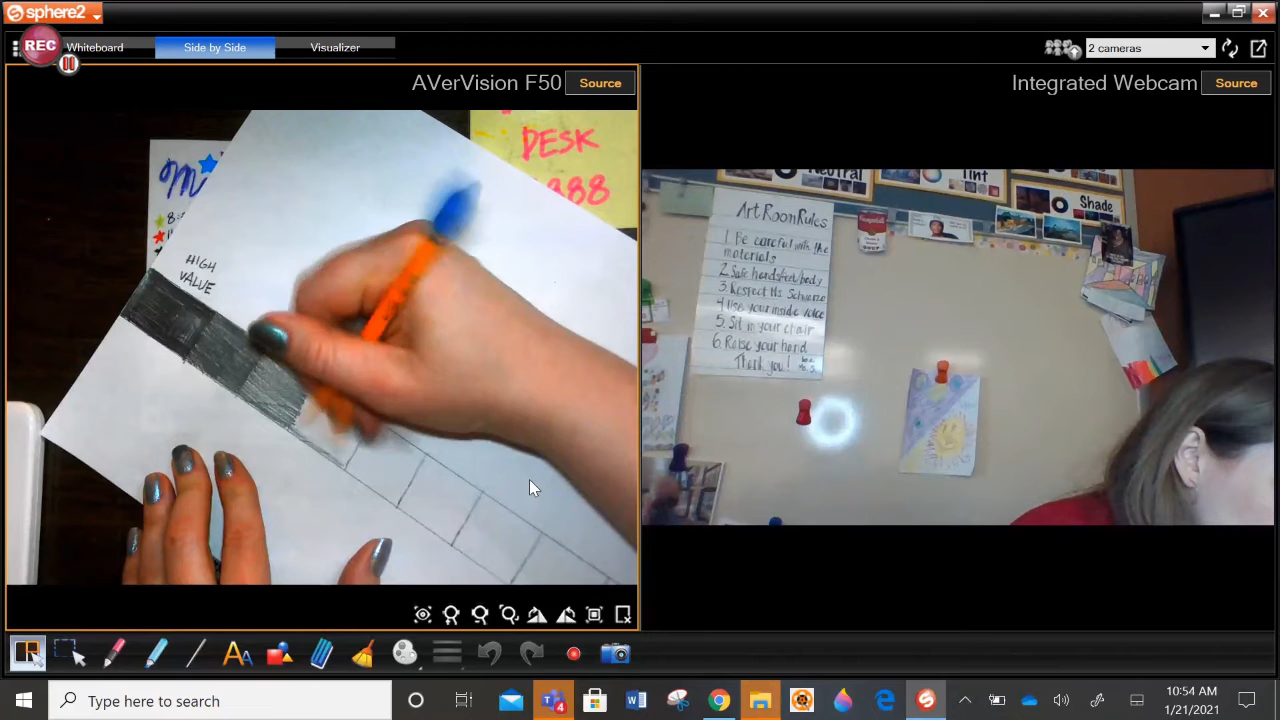 sphere2
REC
Whiteboard
Side by Side
Visualizer
2 cameras
AVerVision F50
Source
Integrated Webcam
Source
DESK
888
HIGH
VALUE
Neutral
Tint
Shade
Art Room Rules
1. Be careful with the
materials
2. Safe hands/feet/body
3. Respect Ms Schwarze
4. Use your inside voice
5. Sit in your chair
6. Raise your hand
Thank you!
Type here to search
4
10:54 AM
1/21/2021